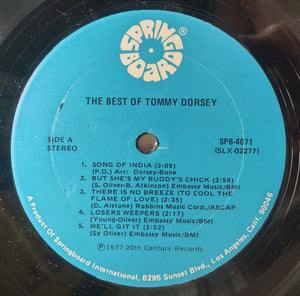 SPRING
BOARD®
THE BEST OF TOMMY DORSEY
SIDE A
STEREO
SPB-4071
(SLX-02277)
1. SONG OF INDIA (3:09)
(P.D.) Arr: Dorsey-Bone
2. BUT SHE'S MY BUDDY'S CHICK (3:50)
(S. Oliver-B. Atkinson) Embassy Music/BMI
3. THERE IS NO BREEZE (TO COOL THE
FLAME OF LOVE) (2:52)
(D. Alstone) Robbins Music Corp./ASCAP
4. LOSERS WEEPERS (2:17)
(Young-Oliver) Embassy Music/BMI
5. WE'LL GIT IT (2:52)
(Sy Oliver) Embassy Music/BMI
℗ 1977 20th Century Records
A Product Of Springboard International, 8295 Sunset Blvd., Los Angeles, Calif. 90046